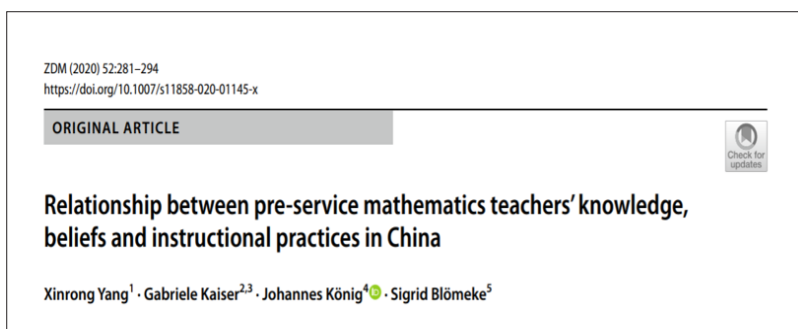 ZDM (2020) 52:281–294
https://doi.org/10.1007/s11858-020-01145-x
ORIGINAL ARTICLE
Check for
updates
Relationship between pre-service mathematics teachers’ knowledge,
beliefs and instructional practices in China
Xinrong Yang¹ · Gabriele Kaiser²,³ · Johannes König⁴ iD · Sigrid Blömeke⁵